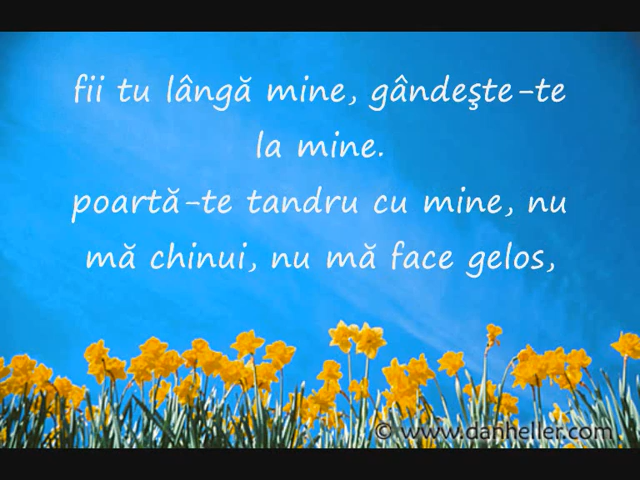 fii tu lângă mine, gândeşte-te
la mine.
poartă-te tandru cu mine, nu
mă chinui, nu mă face gelos,
© www.danheller.com